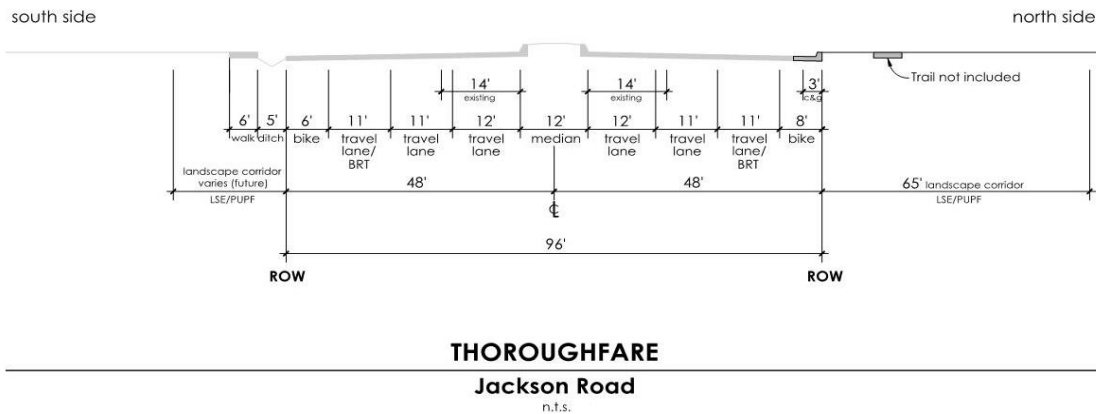 south side
north side
Trail not included
14'
existing
14'
existing
3'
c&g
6'
5'
6'
11'
11'
12'
12'
12'
11'
11'
8'
walk
ditch
bike
travel
lane/
BRT
travel
lane
travel
lane
median
travel
lane
travel
lane
travel
lane/
BRT
bike
landscape corridor
varies (future)
LSE/PUPF
48'
48'
65' landscape corridor
LSE/PUPF
℄
96'
ROW
ROW
THOROUGHFARE
Jackson Road
n.t.s.